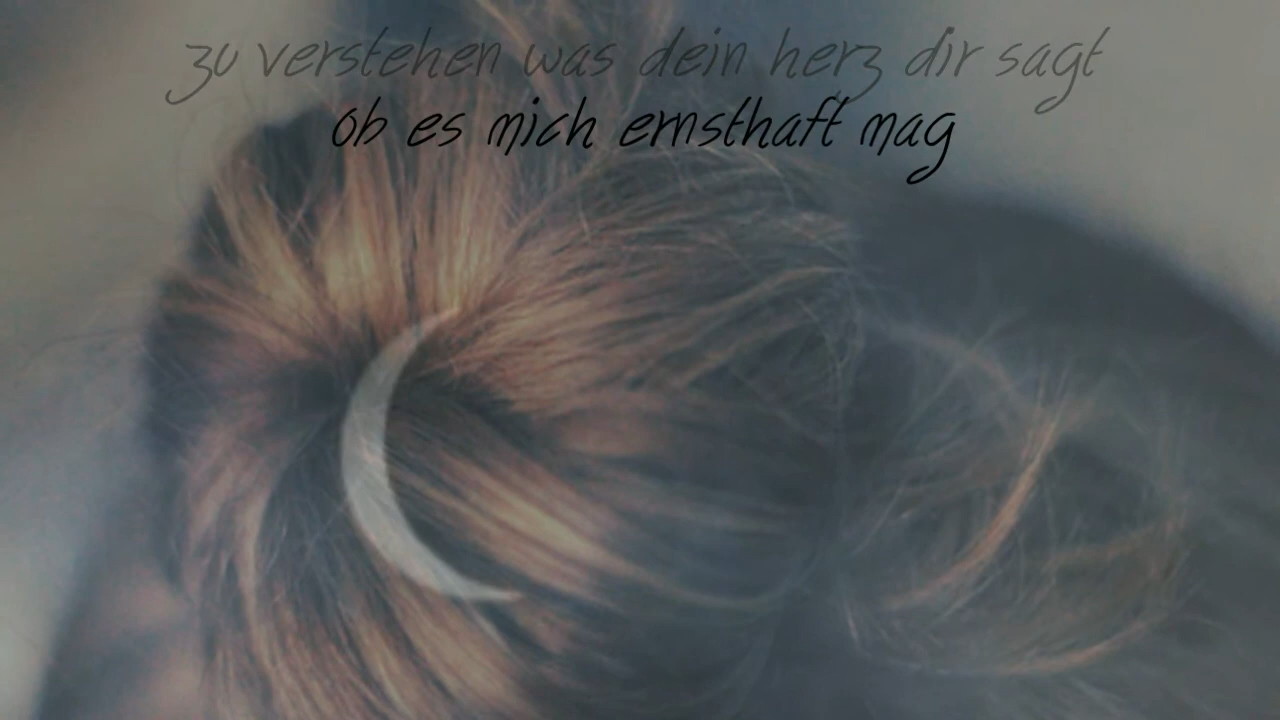 zu verstehen was dein herz dir sagt
ob es mich ernsthaft mag